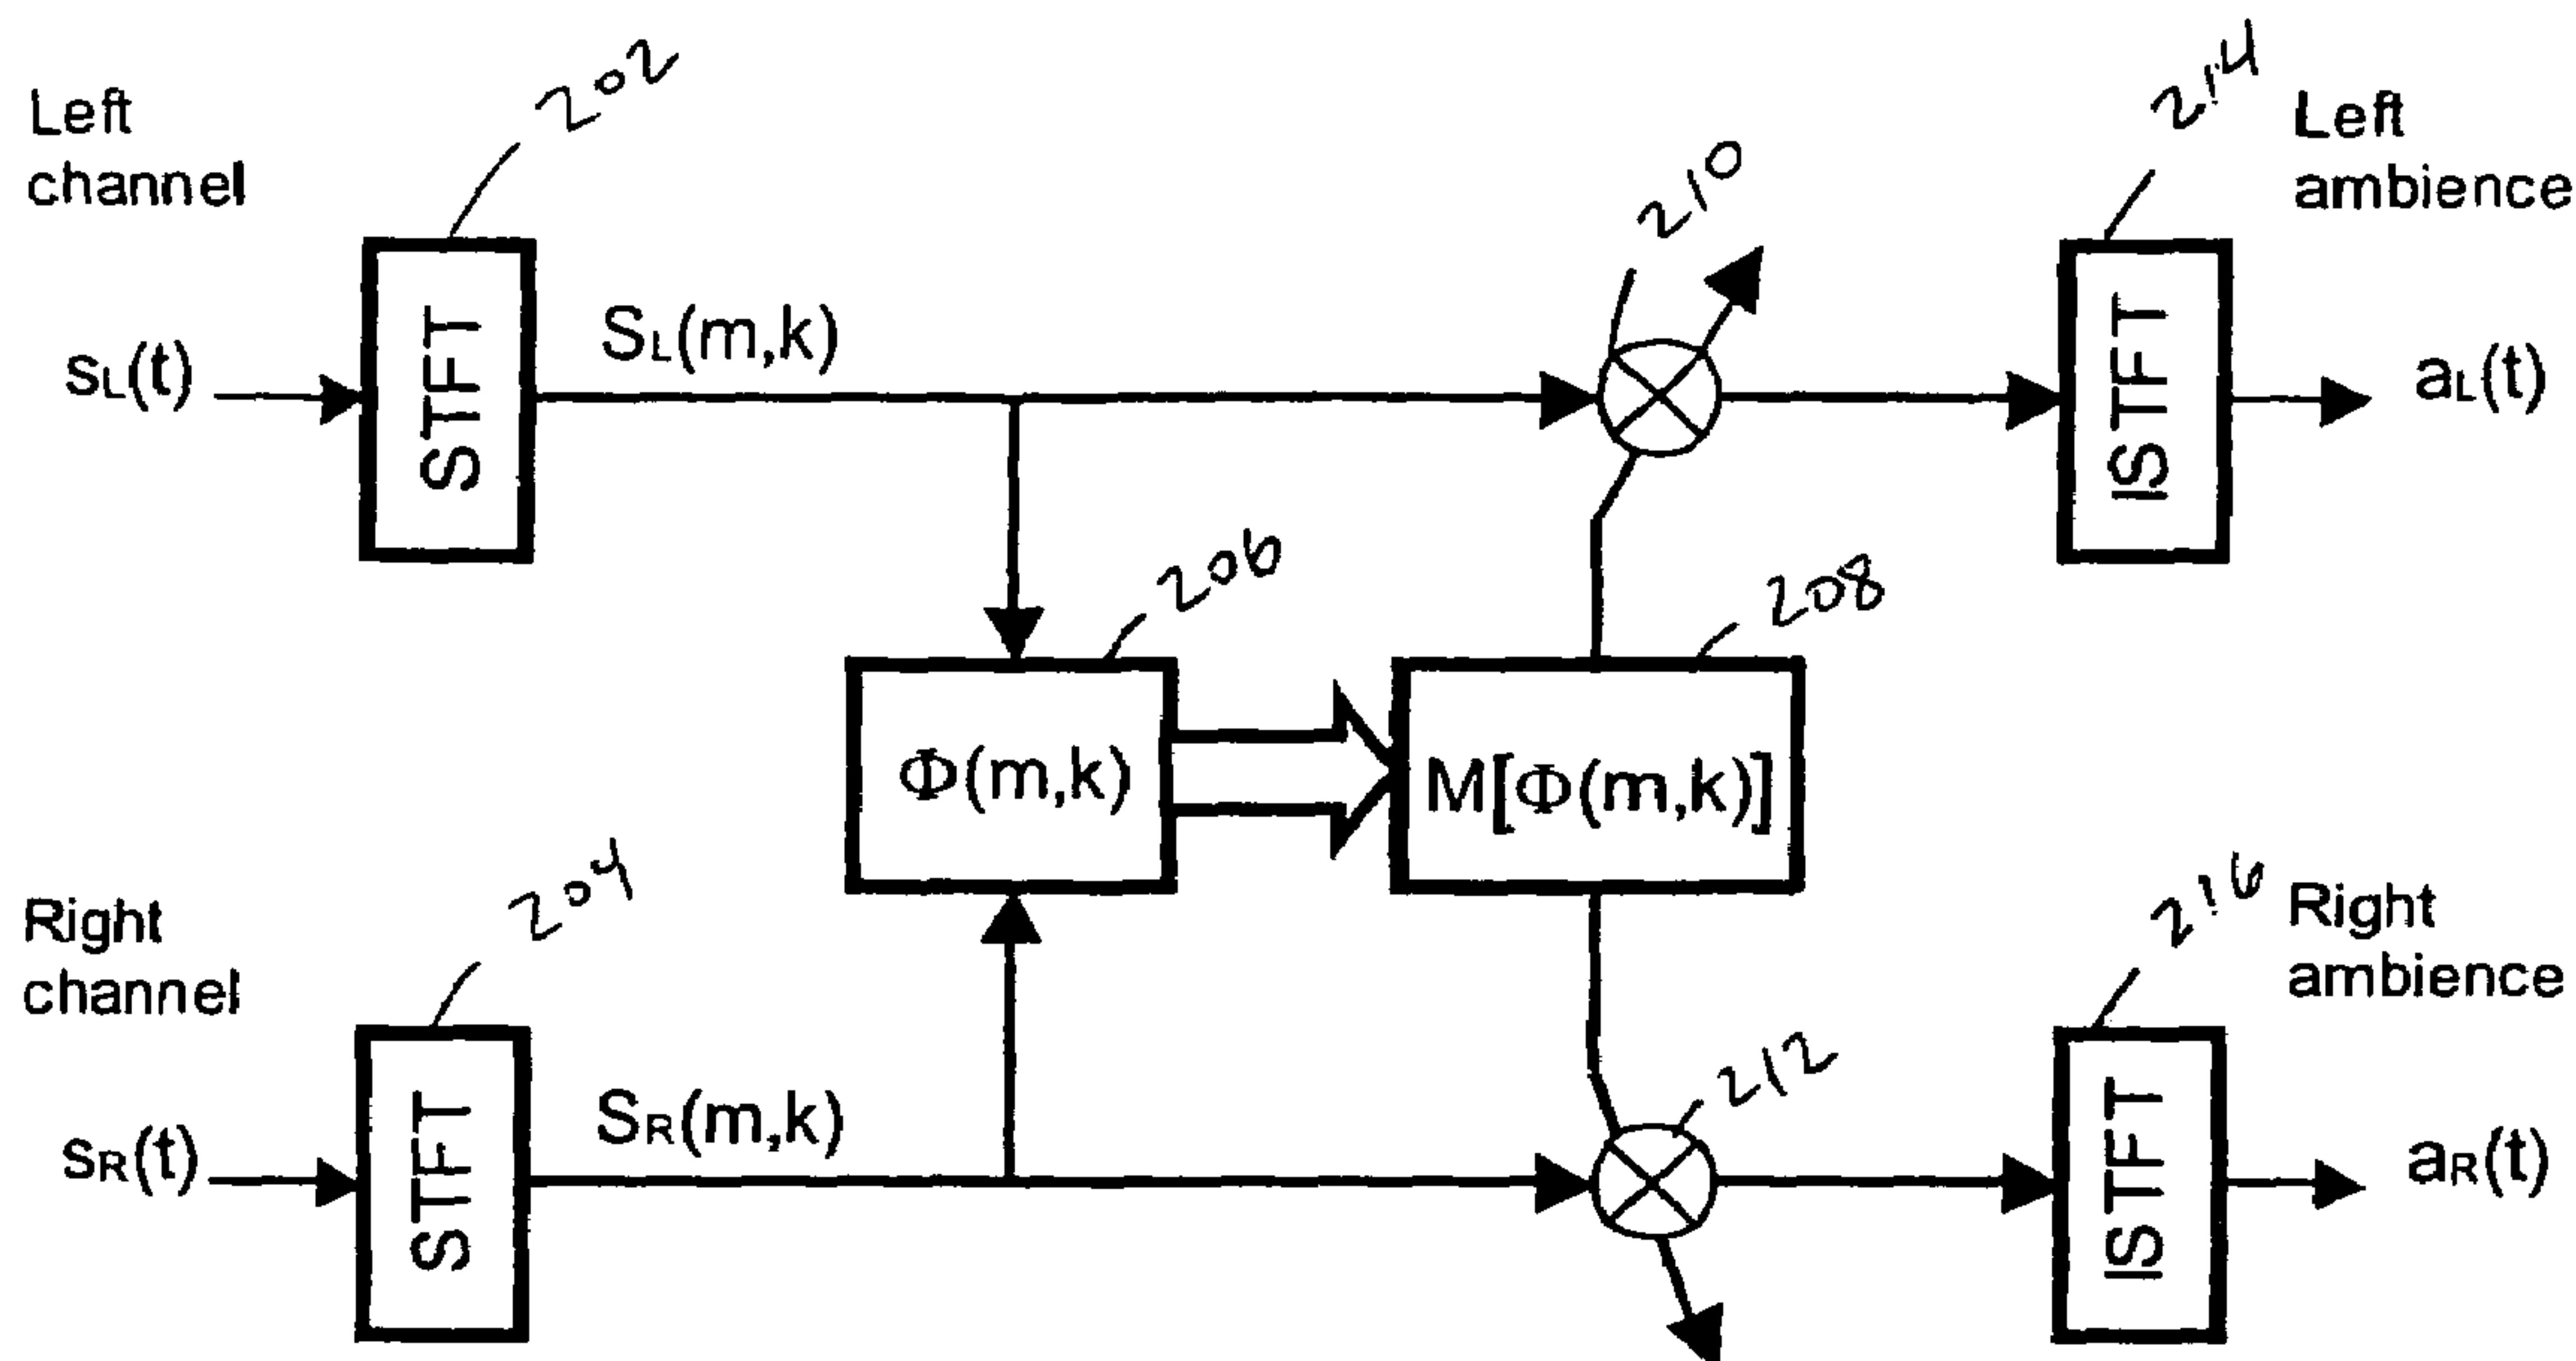 Left
channel
202
214
Left
ambience
210
sL(t)
STFT
SL(m,k)
ISTFT
aL(t)
206
208
Φ(m,k)
M[Φ(m,k)]
Right
channel
204
216
Right
ambience
212
sR(t)
STFT
SR(m,k)
ISTFT
aR(t)